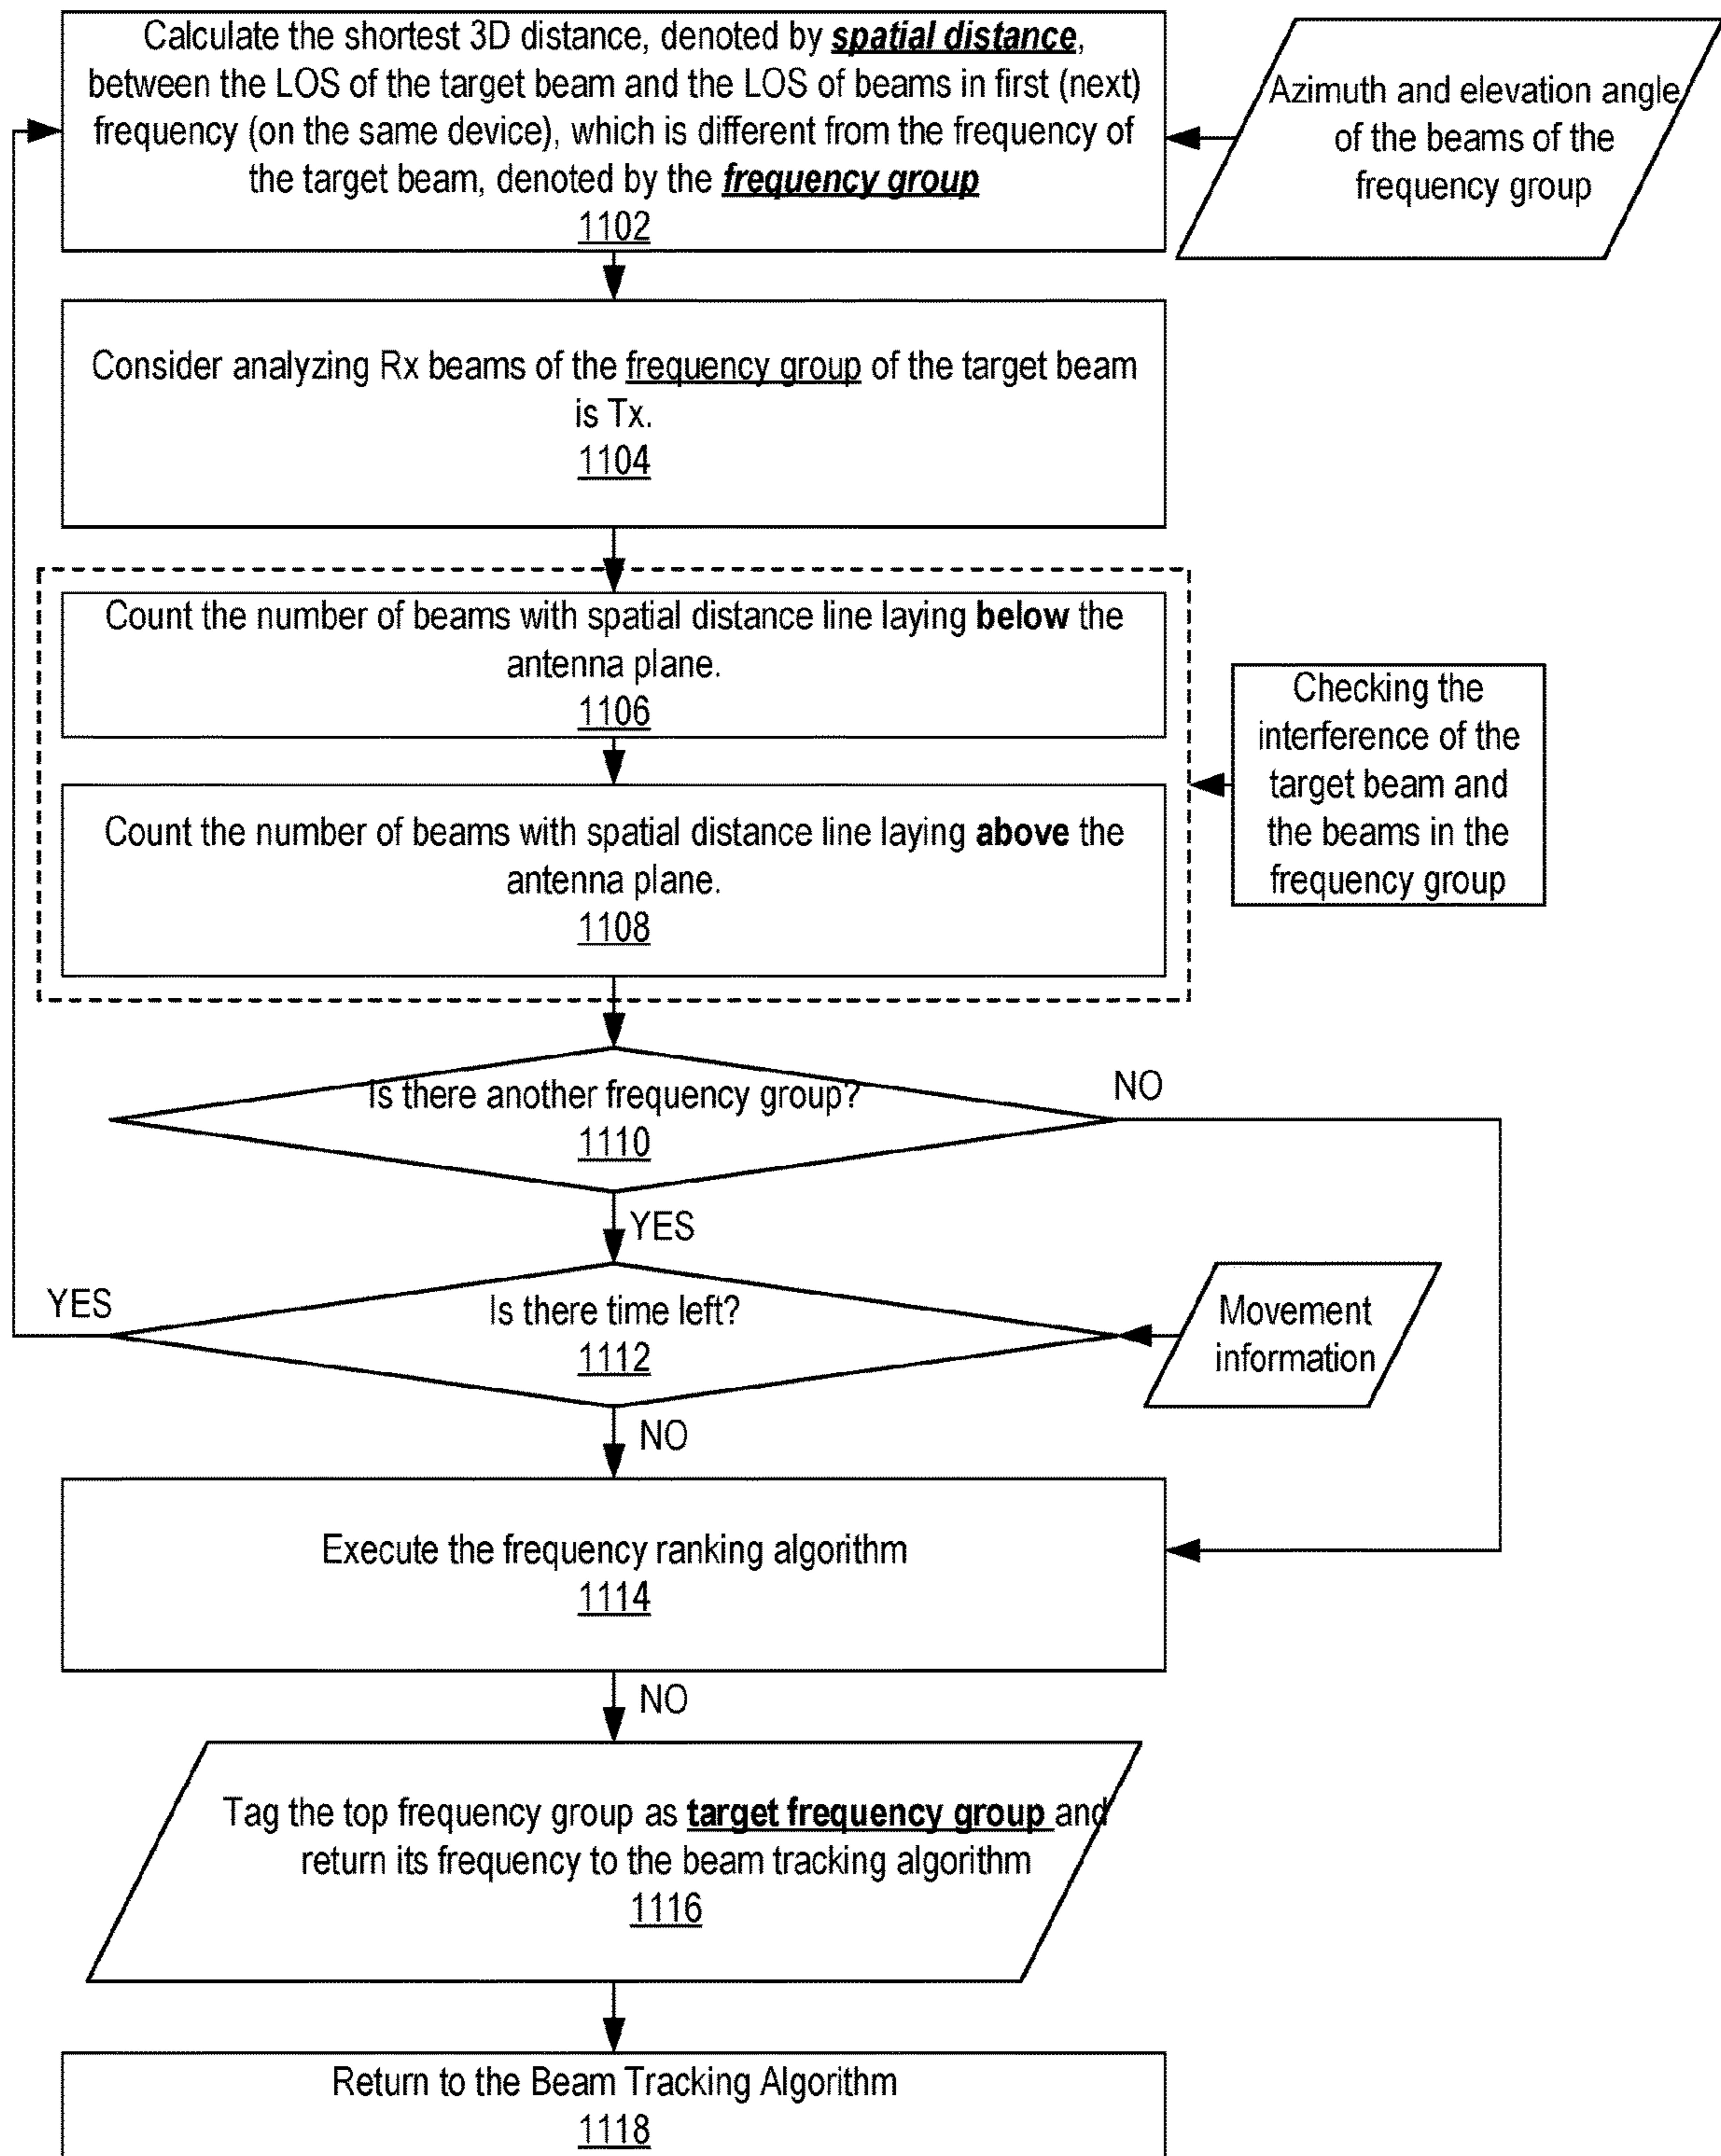 Calculate the shortest 3D distance, denoted by spatial distance,
between the LOS of the target beam and the LOS of beams in first (next)
frequency (on the same device), which is different from the frequency of
the target beam, denoted by the frequency group
1102
Azimuth and elevation angle
of the beams of the
frequency group
Consider analyzing Rx beams of the frequency group of the target beam
is Tx.
1104
Count the number of beams with spatial distance line laying below the
antenna plane.
1106
Count the number of beams with spatial distance line laying above the
antenna plane.
1108
Checking the
interference of the
target beam and
the beams in the
frequency group
Is there another frequency group?
1110
NO
YES
Is there time left?
1112
YES
Movement
information
NO
Execute the frequency ranking algorithm
1114
NO
Tag the top frequency group as target frequency group and
return its frequency to the beam tracking algorithm
1116
Return to the Beam Tracking Algorithm
1118